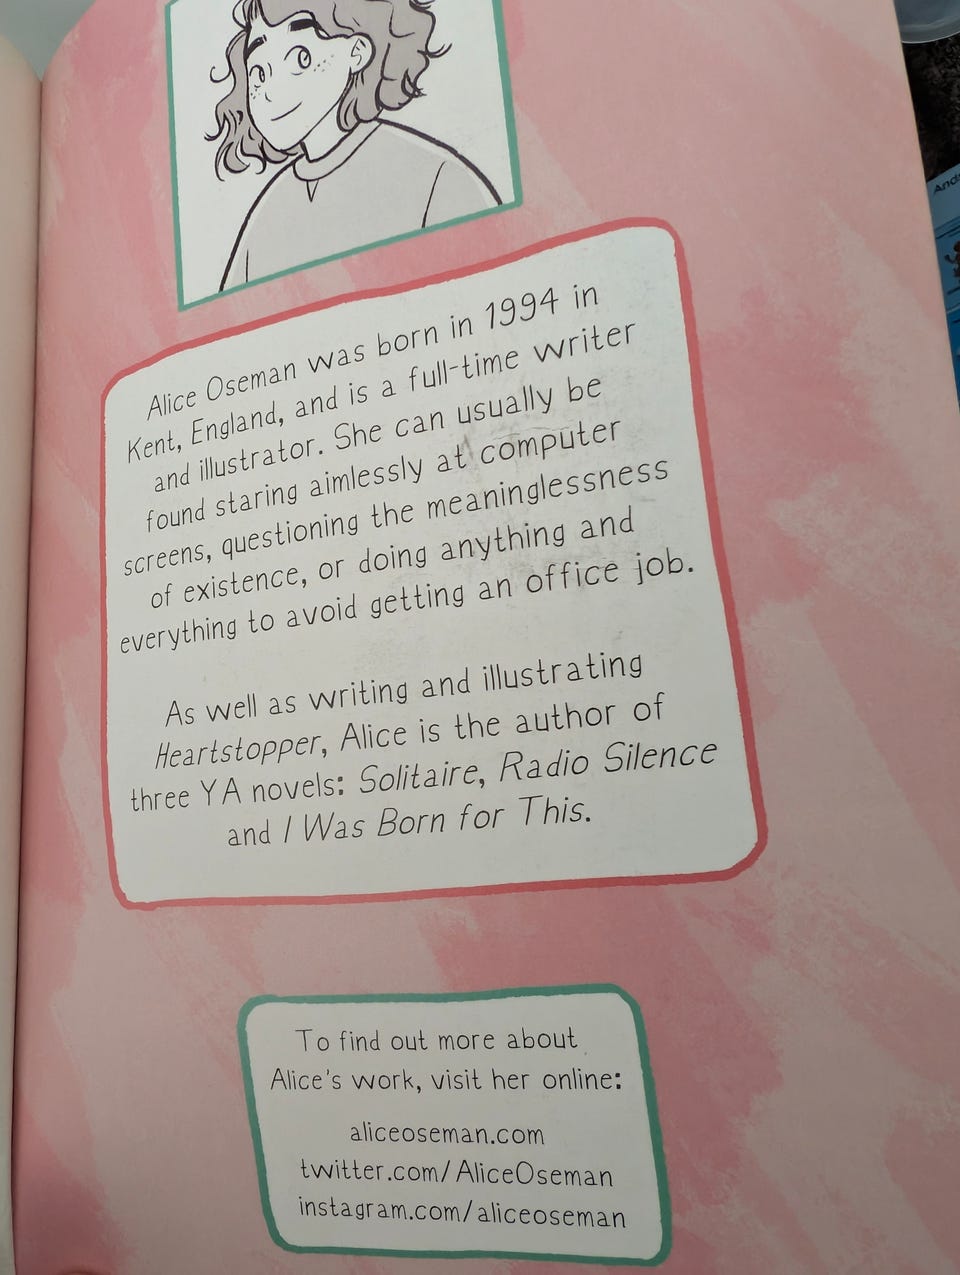 Alice Oseman was born in 1994 in
Kent, England, and is a full-time writer
and illustrator. She can usually be
found staring aimlessly at computer
screens, questioning the meaninglessness
of existence, or doing anything and
everything to avoid getting an office job.
As well as writing and illustrating
Heartstopper, Alice is the author of
three YA novels: Solitaire, Radio Silence
and I Was Born for This.
To find out more about
Alice's work, visit her online:
aliceoseman.com
twitter.com/AliceOseman
instagram.com/aliceoseman